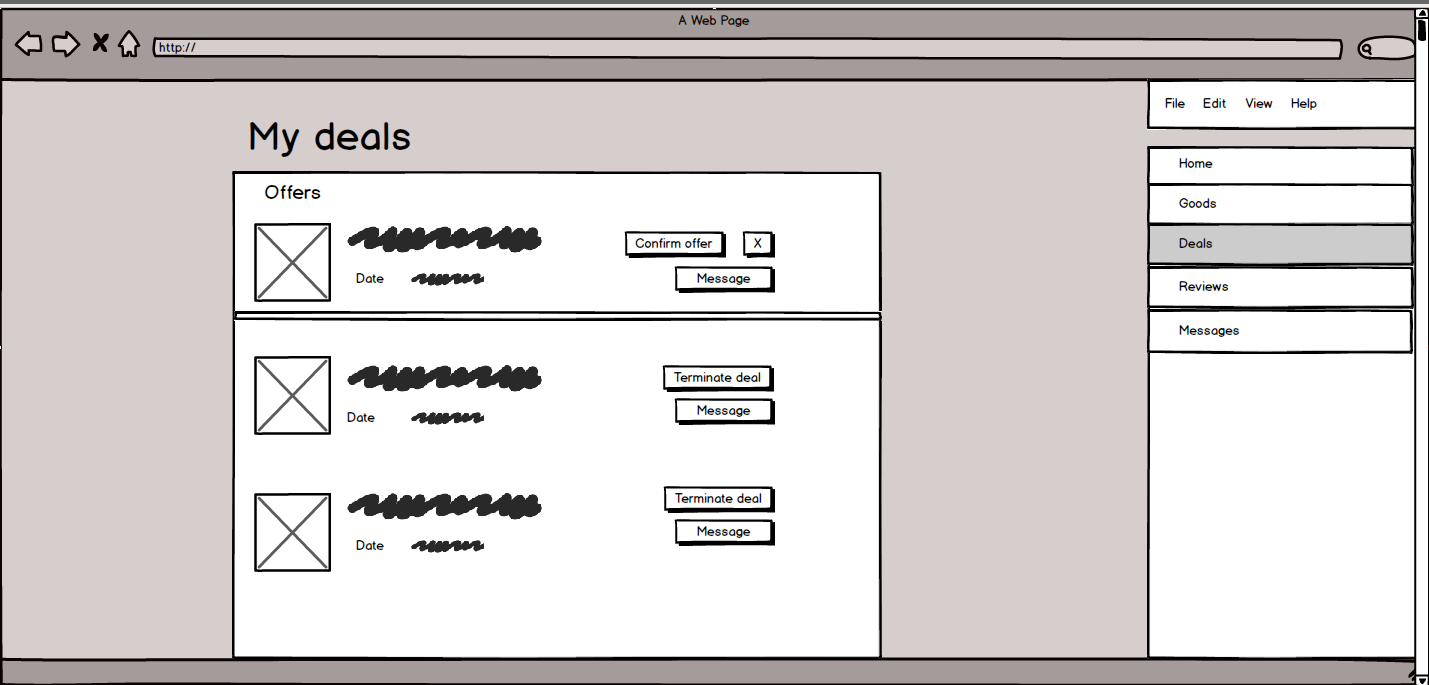 A Web Page
http://
File Edit View Help
My deals
Home
Offers
Goods
Confirm offer X
Deals
Date
Message
Reviews
Messages
Terminate deal
Date
Message
Terminate deal
Message
Date